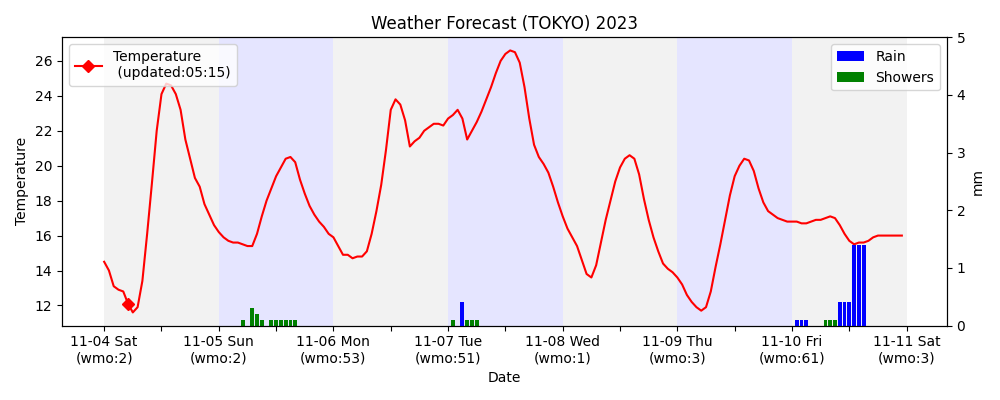 Weather Forecast (TOKYO) 2023
Temperature
(updated:05:15)
Rain
Showers
26
24
22
20
18
16
14
12
Temperature
5
4
3
2
1
0
mm
11-04 Sat 11-05 Sun 11-06 Mon 11-07 Tue 11-08 Wed 11-09 Thu 11-10 Fri 11-11 Sat
(wmo:2) (wmo:2) (wmo:53) (wmo:51) (wmo:1) (wmo:3) (wmo:61) (wmo:3)
Date